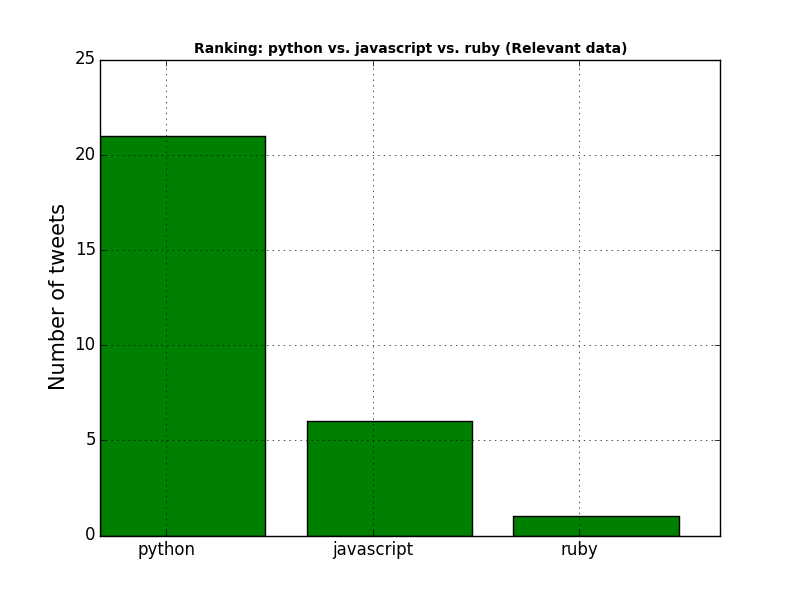 Ranking: python vs. javascript vs. ruby (Relevant data)
25
20
15
10
5
0
Number of tweets
python javascript ruby